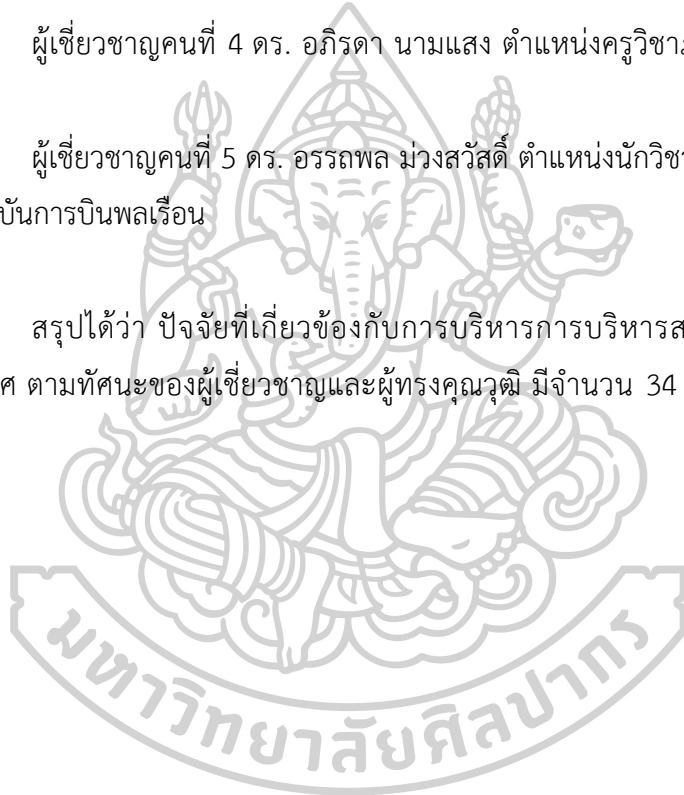 ผู้เชี่ยวชาญคนที่ 4 ดร. อภิรดา นามแสง ตำแหน่งครูวิชา
ผู้เชี่ยวชาญคนที่ 5 ดร. อรรถพล ม่วงสวัสดิ์ ตำแหน่งนักวิชา
บันการบินพลเรือน
สรุปได้ว่า ปัจจัยที่เกี่ยวข้องกับการบริหารการบริหารส
ศ ตามทัศนะของผู้เชี่ยวชาญและผู้ทรงคุณวุฒิ มีจำนวน 34
มหาวิทยาลัยศิลปากร